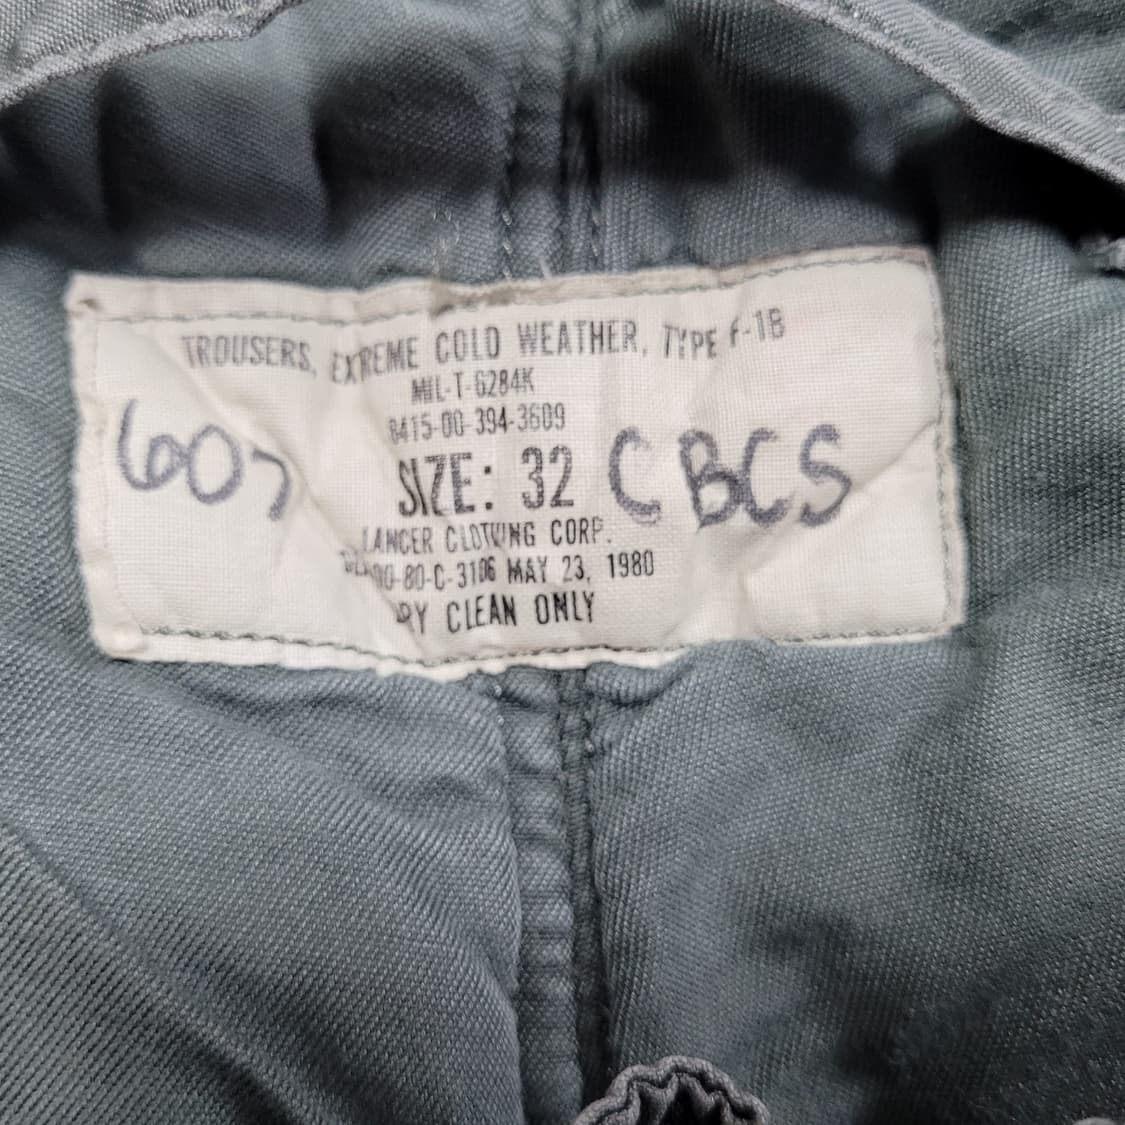 TROUSERS, EXTREME COLD WEATHER, TYPE F-1B
MIL-T-6284K
8415-00-394-3609
607 SIZE: 32 C BCS
LANCER CLOTHING CORP.
MAY 23, 1980
DRY CLEAN ONLY